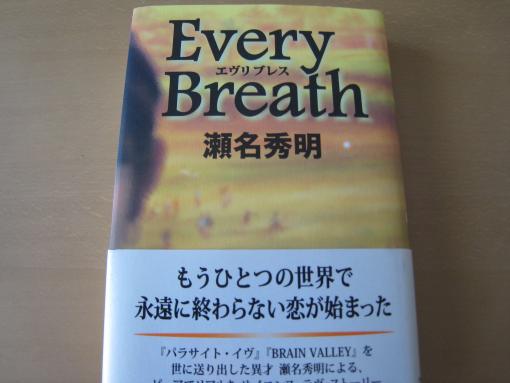 Every
エヴリブレス
Breath
瀬名秀明
もうひとつの世界で
永遠に終わらない恋が始まった
『パラサイト・イヴ』『BRAIN VALLEY』を
世に送り出した異才 瀬名秀明による、